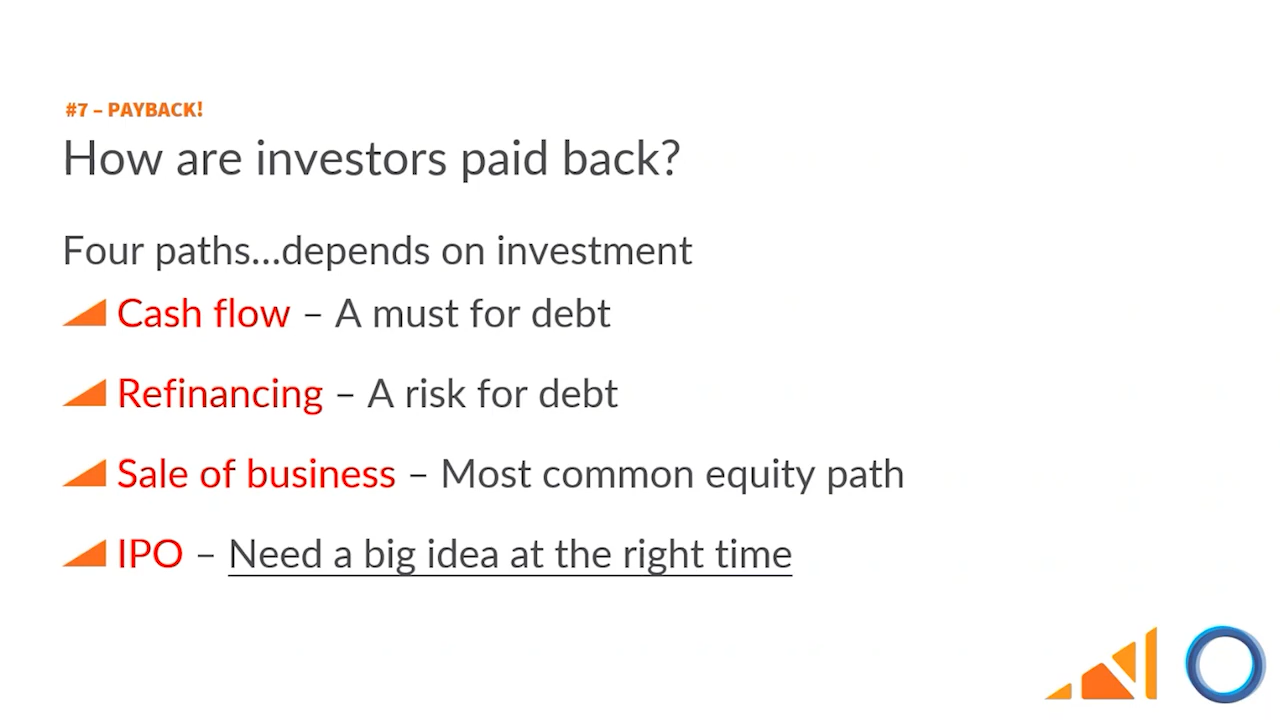 #7 – PAYBACK!
How are investors paid back?
Four paths...depends on investment
Cash flow – A must for debt
Refinancing – A risk for debt
Sale of business – Most common equity path
IPO – Need a big idea at the right time